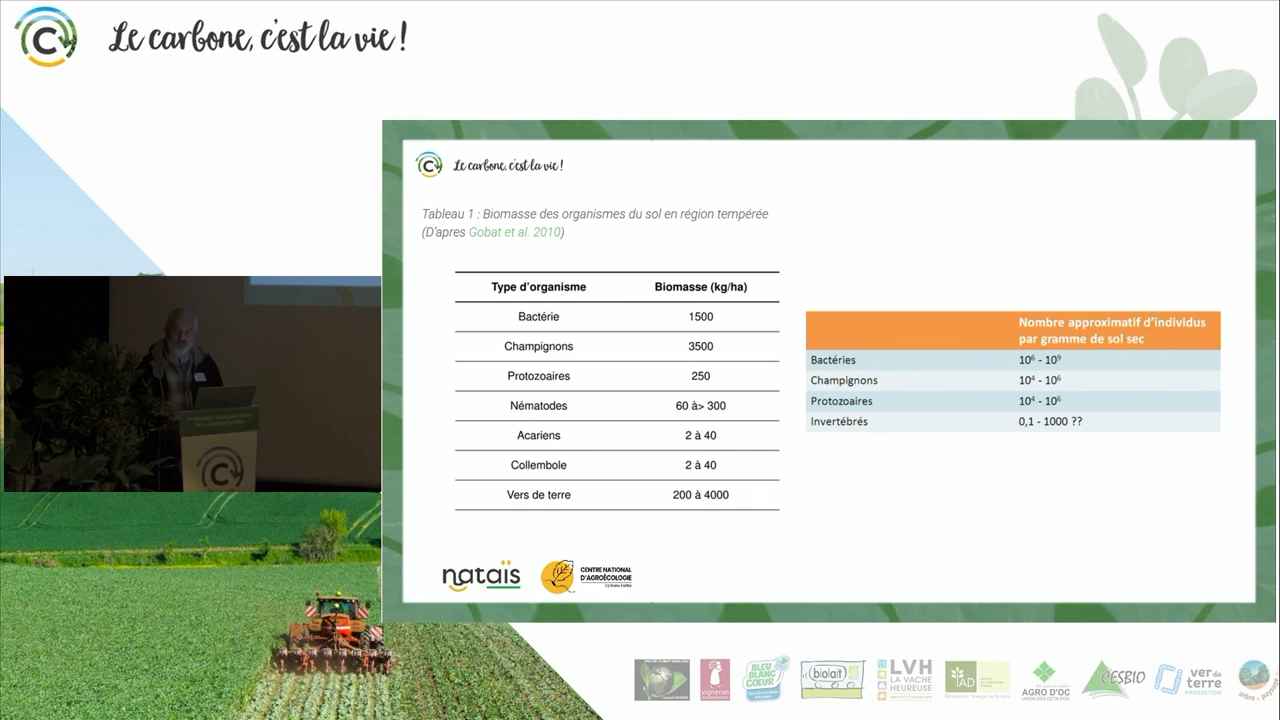 Le carbone, c'est la vie !
Le carbone, c'est la vie !
Tableau 1 : Biomasse des organismes du sol en région tempérée
(D'apres Gobat et al. 2010)
Type d'organisme Biomasse (kg/ha)
Bactérie 1500
Champignons 3500
Protozoaires 250
Nématodes 60 à> 300
Acariens 2 à 40
Collembole 2 à 40
Vers de terre 200 à 4000
Nombre approximatif d'individus
par gramme de sol sec
Bactéries 10⁶ - 10⁹
Champignons 10⁴ - 10⁶
Protozoaires 10⁴ - 10⁶
Invertébrés 0,1 - 1000 ??
nataïs
CENTRE NATIONAL
D'AGROÉCOLOGIE
BLEU
BLANC
COEUR
biolait
LVH
LA VACHE
HEUREUSE
AGRO D'OC
CESBIO
ver de
terre
PRODUCTION